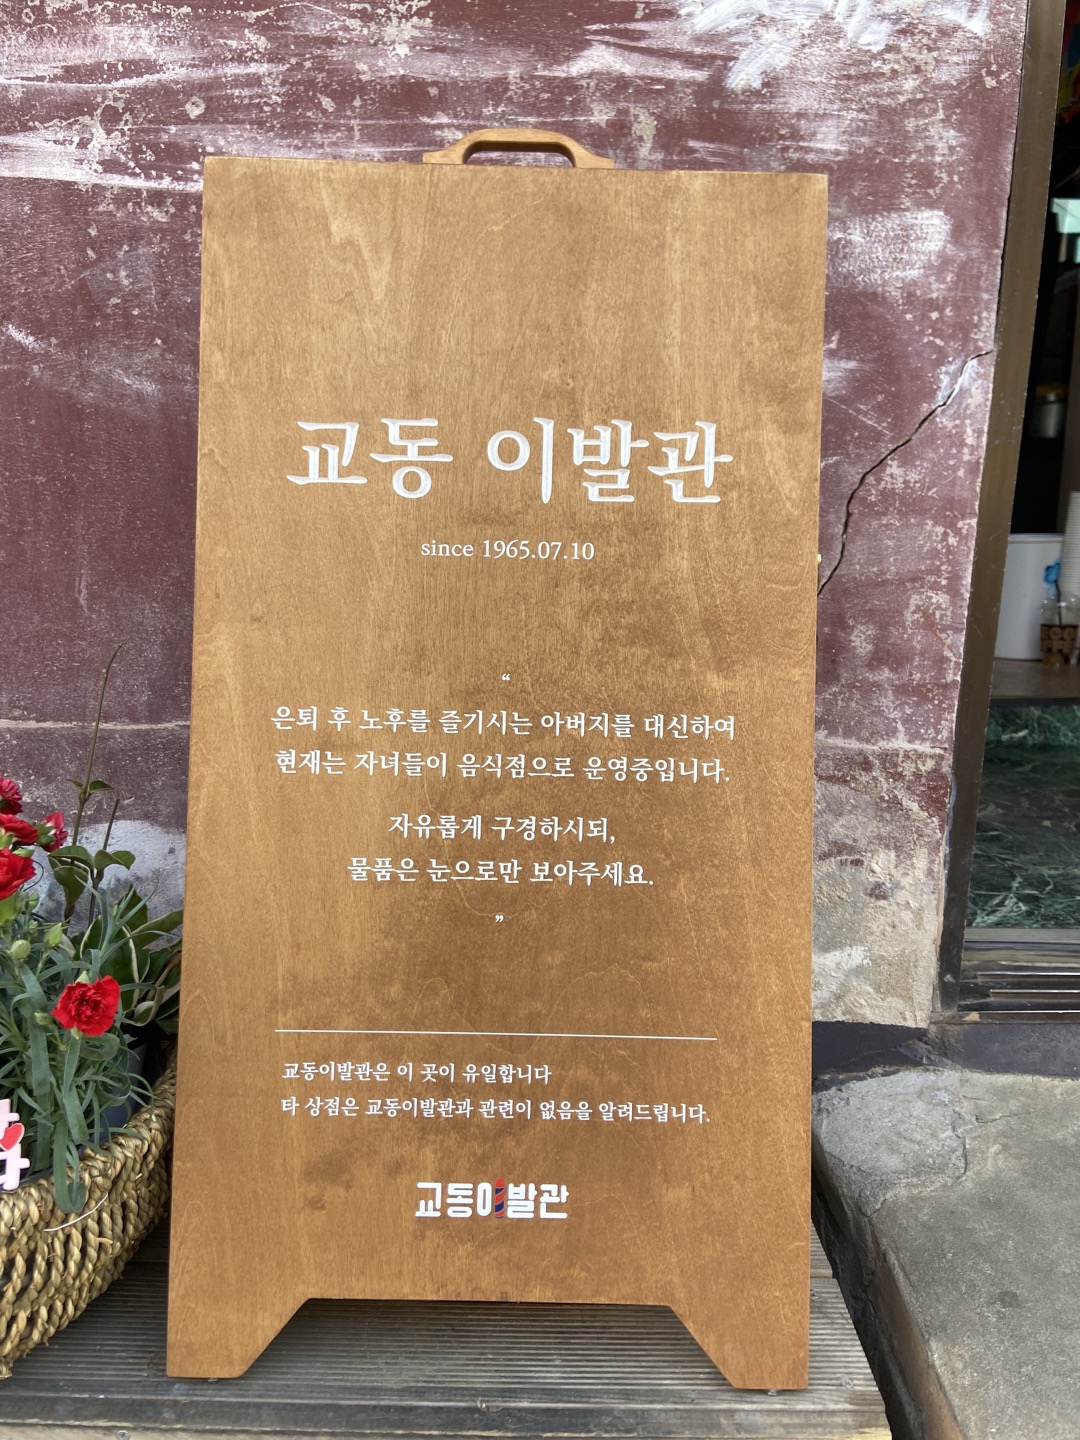 교동 이발관
since 1965.07.10
“
은퇴 후 노후를 즐기시는 아버지를 대신하여
현재는 자녀들이 음식점으로 운영중입니다.
자유롭게 구경하시되,
물품은 눈으로만 보아주세요.
”
교동이발관은 이 곳이 유일합니다
타 상점은 교동이발관과 관련이 없음을 알려드립니다.
교동이발관